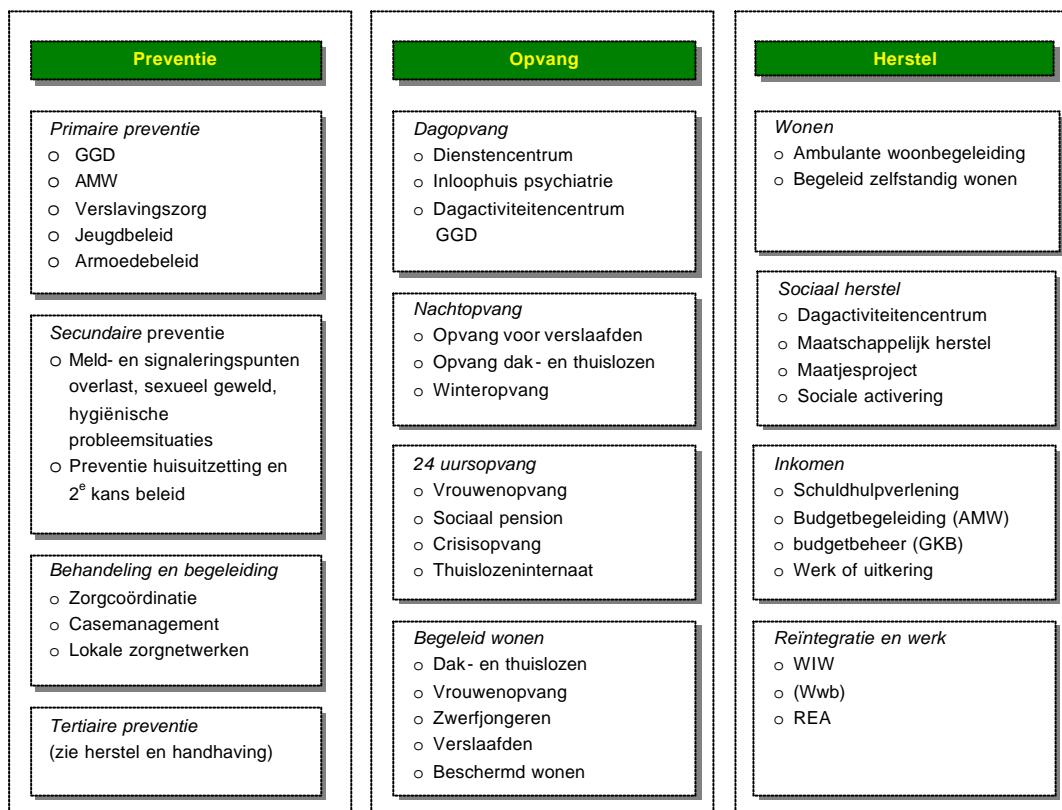 Preventie
Primaire preventie
o GGD
o AMW
o Verslavingszorg
o Jeugdbeleid
o Armoedebeleid
Secundaire preventie
o Meld- en signaleringspunten
overlast, sexueel geweld,
hygiënische
probleemsituaties
o Preventie huisuitzetting en
2e kans beleid
Behandeling en begeleiding
o Zorgcoördinatie
o Casemanagement
o Lokale zorgnetwerken
Tertiaire preventie
(zie herstel en handhaving)
Opvang
Dagopvang
o Dienstencentrum
o Inloophuis psychiatrie
o Dagactiviteitencentrum
GGD
Nachtopvang
o Opvang voor verslaafden
o Opvang dak- en thuislozen
o Winteropvang
24 uursopvang
o Vrouwenopvang
o Sociaal pension
o Crisisopvang
o Thuislozeninternaat
Begeleid wonen
o Dak- en thuislozen
o Vrouwenopvang
o Zwerfjongeren
o Verslaafden
o Beschermd wonen
Herstel
Wonen
o Ambulante woonbegeleiding
o Begeleid zelfstandig wonen
Sociaal herstel
o Dagactiviteitencentrum
o Maatschappelijk herstel
o Maatjesproject
o Sociale activering
Inkomen
o Schuldhulpverlening
o Budgetbegeleiding (AMW)
o budgetbeheer (GKB)
o Werk of uitkering
Reïntegratie en werk
o WIW
o (Wwb)
o REA